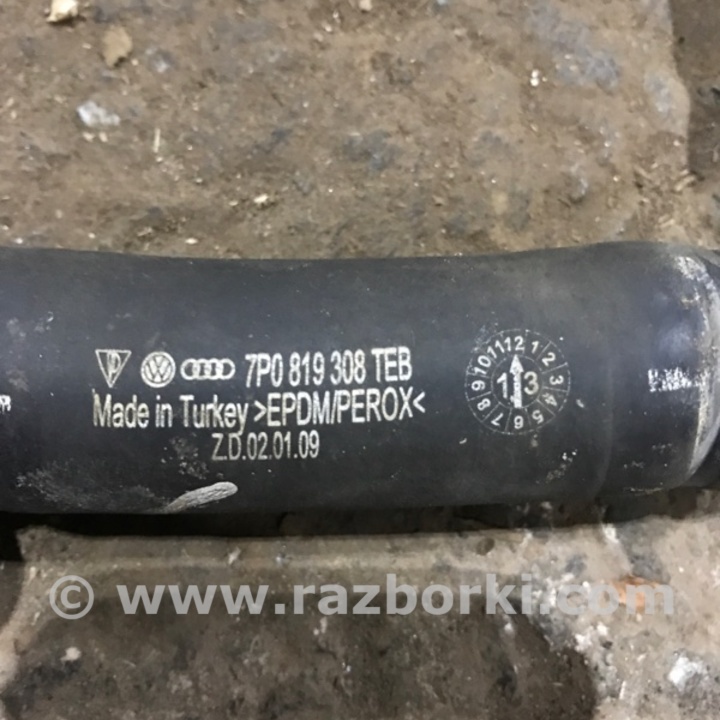 7P0 819 308 TEB
Made in Turkey >EPDM/PEROX<
Z.D.02.01.09
1 2 3 4 5 6 7 8 9 10 11 12
13
© www.razborki.com